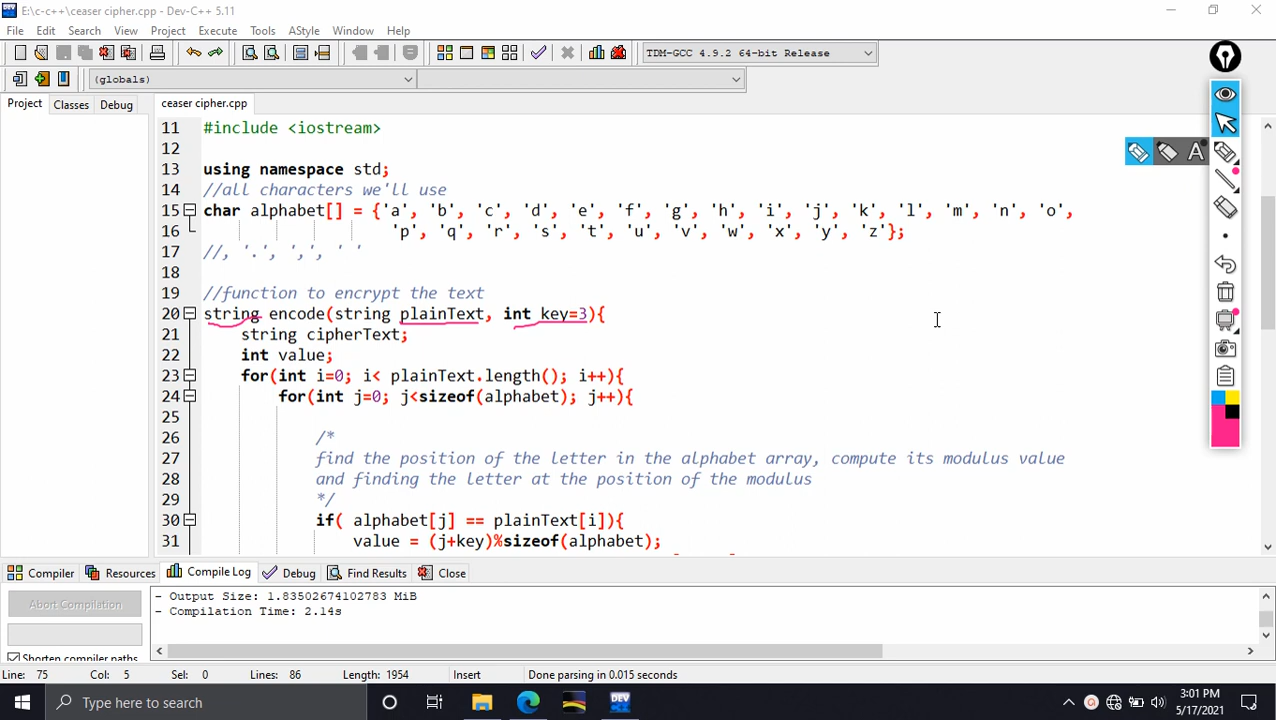 E:\c-c++\ceaser cipher.cpp - Dev-C++ 5.11
File Edit Search View Project Execute Tools AStyle Window Help
TDM-GCC 4.9.2 64-bit Release
(globals)
Project Classes Debug
ceaser cipher.cpp
11 #include <iostream>
12
13 using namespace std;
14 //all characters we'll use
15 char alphabet[] = {'a', 'b', 'c', 'd', 'e', 'f', 'g', 'h', 'i', 'j', 'k', 'l', 'm', 'n', 'o',
16 'p', 'q', 'r', 's', 't', 'u', 'v', 'w', 'x', 'y', 'z'};
17 //, '.', ',', ' '
18
19 //function to encrypt the text
20 string encode(string plainText, int key=3){
21 string cipherText;
22 int value;
23 for(int i=0; i< plainText.length(); i++){
24 for(int j=0; j<sizeof(alphabet); j++){
25
26 /*
27 find the position of the letter in the alphabet array, compute its modulus value
28 and finding the letter at the position of the modulus
29 */
30 if( alphabet[j] == plainText[i]){
31 value = (j+key)%sizeof(alphabet);
Compiler Resources Compile Log Debug Find Results Close
Abort Compilation
Shorten compiler paths
- Output Size: 1.83502674102783 MiB
- Compilation Time: 2.14s
Line: 75 Col: 5 Sel: 0 Lines: 86 Length: 1954 Insert Done parsing in 0.015 seconds
Type here to search
3:01 PM
5/17/2021